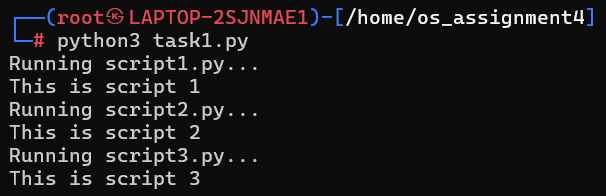 ┌──(root㉿LAPTOP-2SJNMAE1)-[/home/os_assignment4]
└─# python3 task1.py
Running script1.py...
This is script 1
Running script2.py...
This is script 2
Running script3.py...
This is script 3